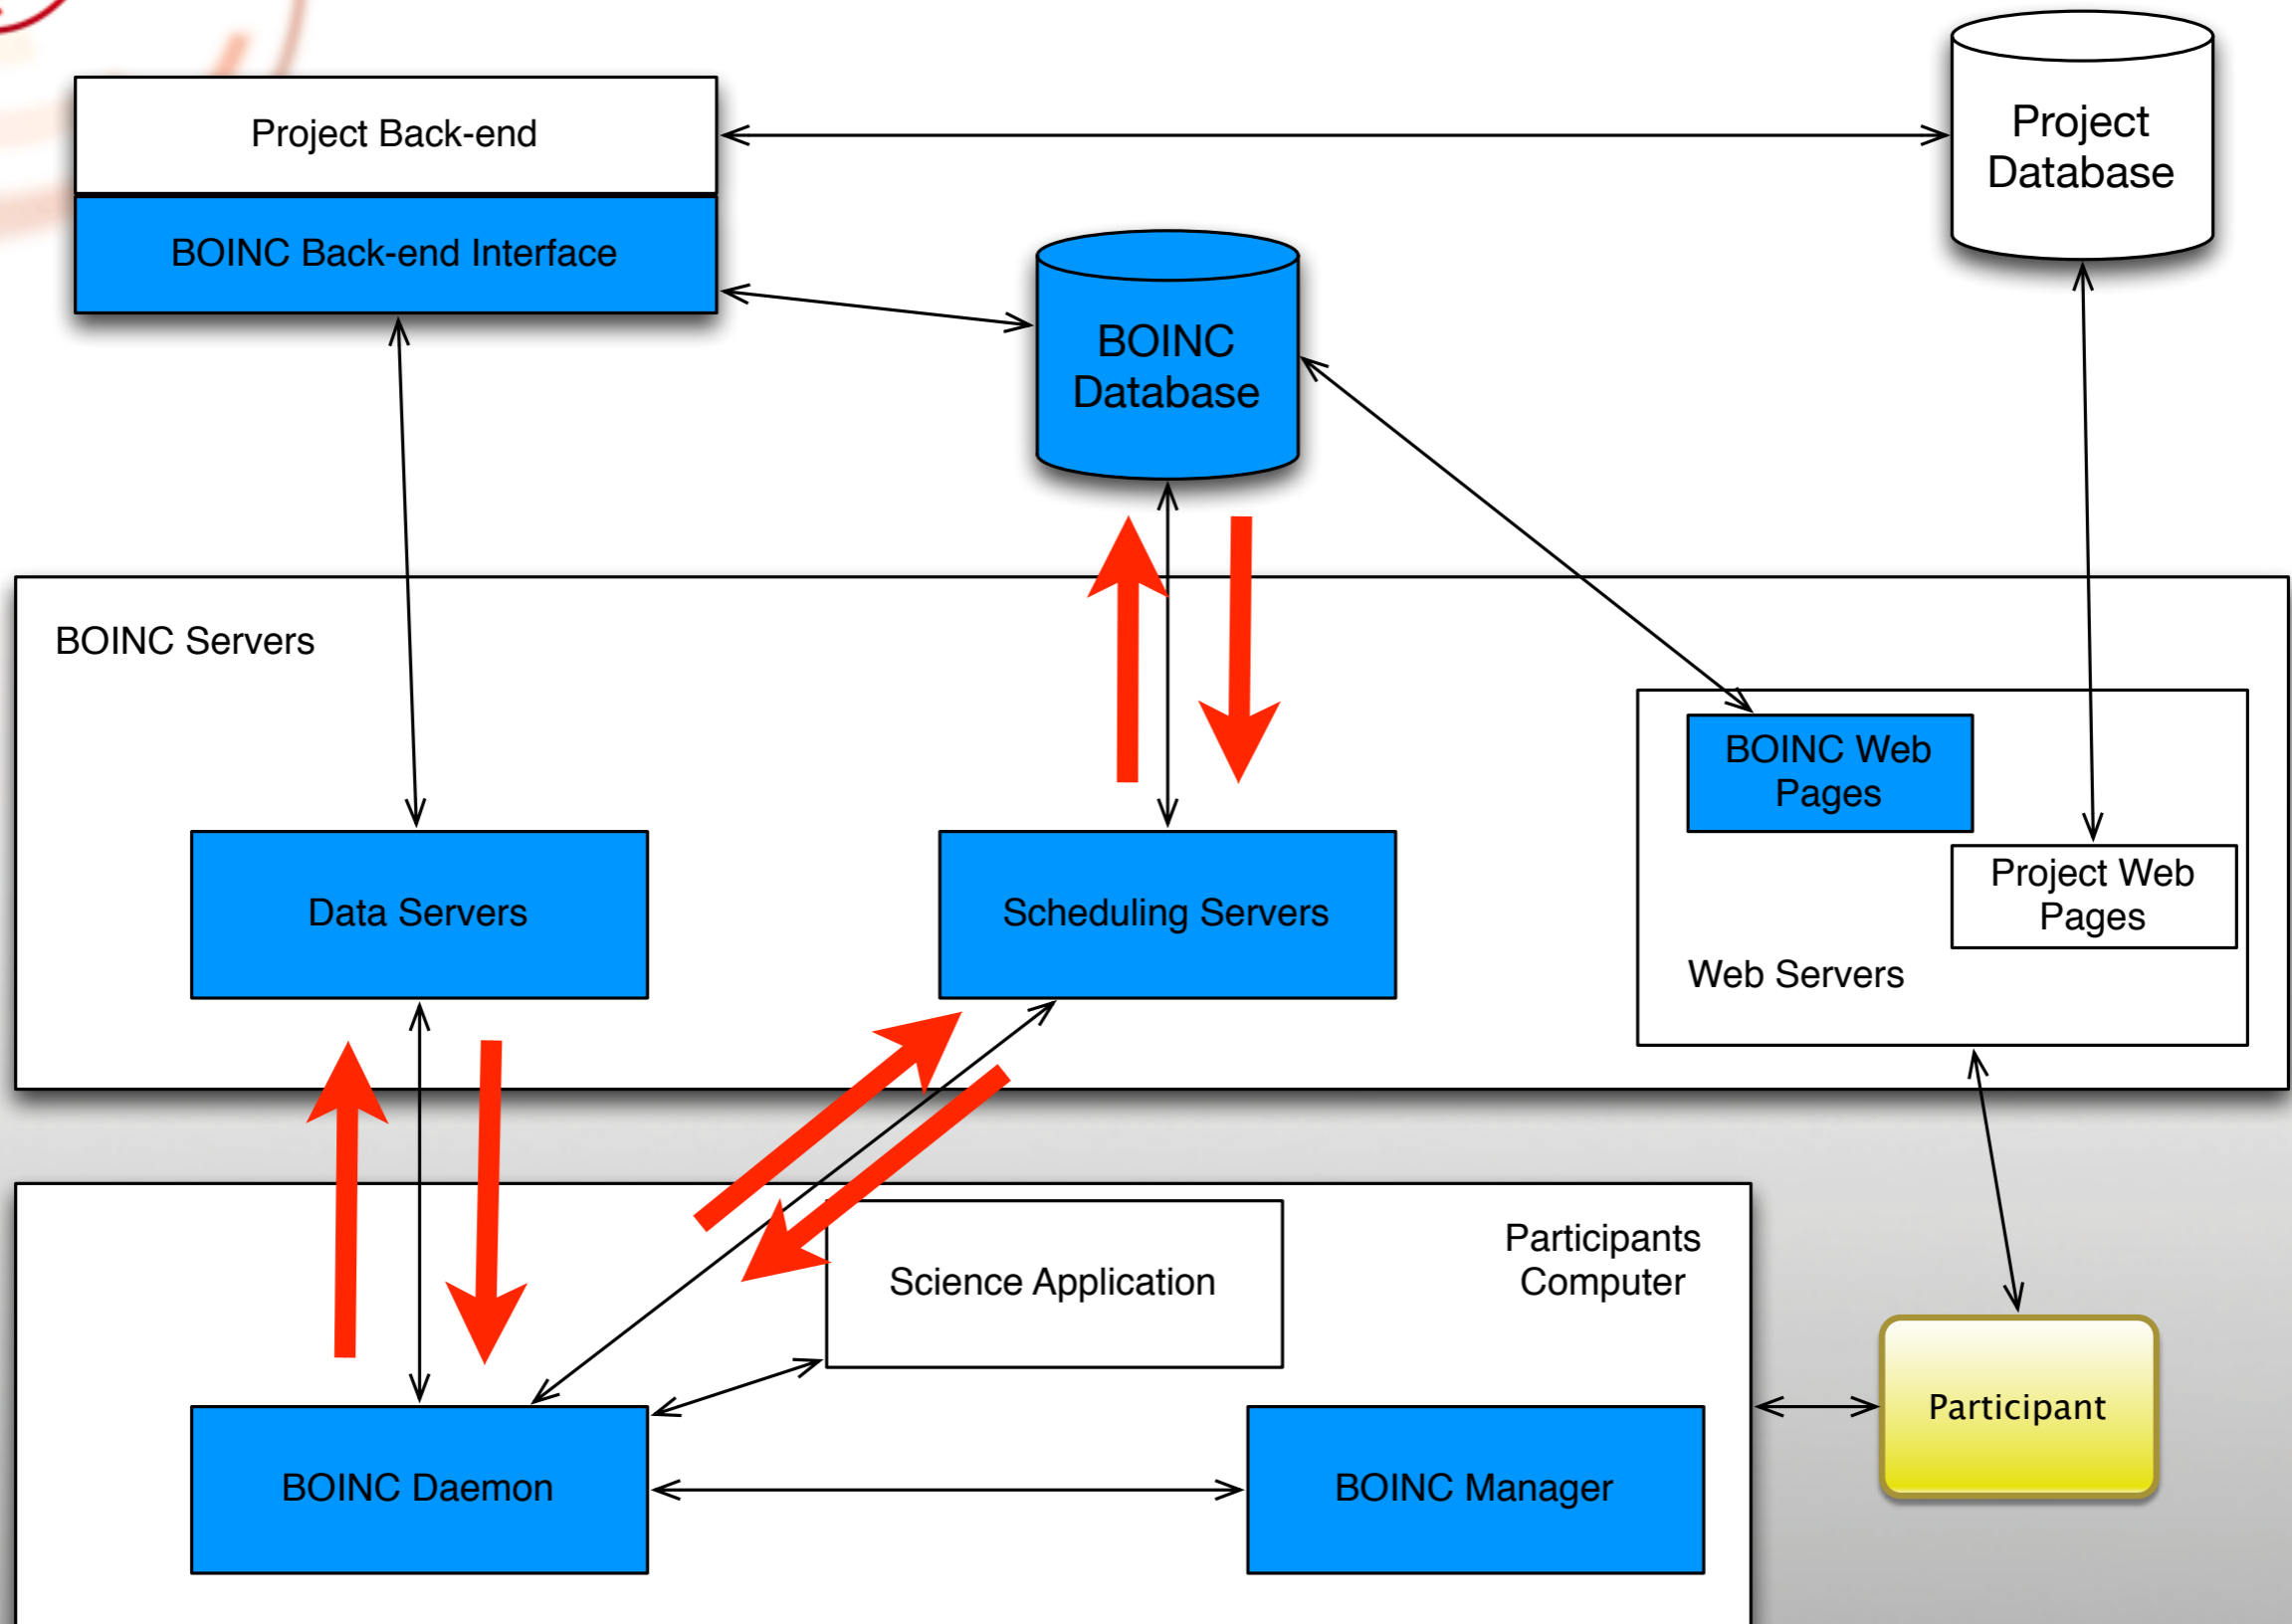 Project Back-end
Project
Database
BOINC Back-end Interface
BOINC
Database
BOINC Servers
BOINC Web
Pages
Data Servers
Scheduling Servers
Project Web
Pages
Web Servers
Participants
Computer
Science Application
Participant
BOINC Daemon
BOINC Manager